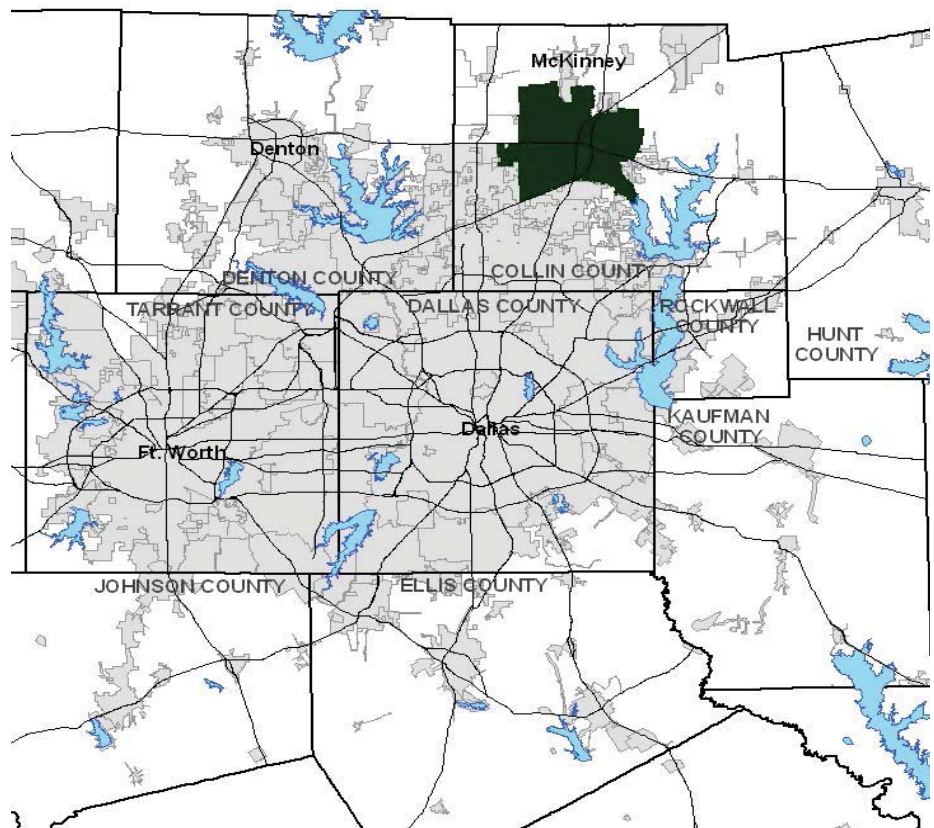 McKinney
Denton
DENTON COUNTY
COLLIN COUNTY
TARRANT COUNTY
DALLAS COUNTY
ROCKWALL
COUNTY
HUNT
COUNTY
KAUFMAN
COUNTY
Dallas
Ft. Worth
JOHNSON COUNTY
ELLIS COUNTY